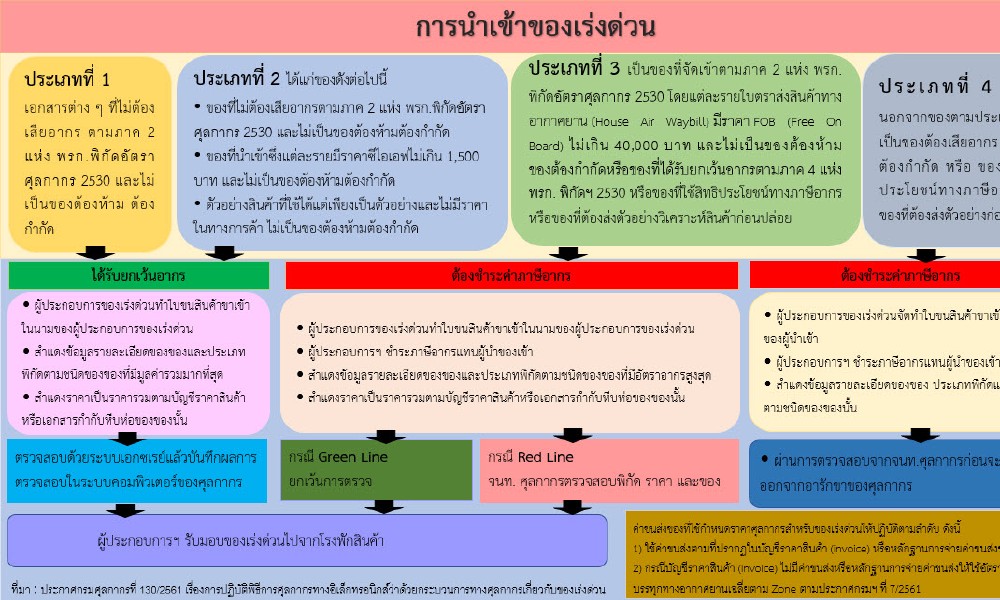 การนำเข้าของเร่งด่วน
ประเภทที่ 1
เอกสารต่าง ๆ ที่ไม่ต้อง
เสียอากร ตามภาค 2
แห่ง พรก.พิกัดอัตรา
ศุลกากร 2530 และไม่
เป็นของต้องห้าม ต้อง
กำกัด
ประเภทที่ 2 ได้แก่ของดังต่อไปนี้
• ของที่ไม่ต้องเสียอากรตามภาค 2 แห่ง พรก.พิกัดอัตรา
ศุลกากร 2530 และไม่เป็นของต้องห้ามต้องกำกัด
• ของที่นำเข้าซึ่งแต่ละรายมีราคาซีไอเอฟไม่เกิน 1,500
บาท และไม่เป็นของต้องห้ามต้องกำกัด
• ตัวอย่างสินค้าที่ใช้ได้แต่เพียงเป็นตัวอย่างและไม่มีราคา
ในทางการค้า ไม่เป็นของต้องห้ามต้องกำกัด
ประเภทที่ 3 เป็นของที่จัดเข้าตามภาค 2 แห่ง พรก.
พิกัดอัตราศุลกากร 2530 โดยแต่ละรายใบตราส่งสินค้าทาง
อากาศยาน (House Air Waybill) มีราคา FOB (Free On
Board) ไม่เกิน 40,000 บาท และไม่เป็นของต้องห้าม
ของต้องกำกัดหรือของที่ได้รับยกเว้นอากรตามภาค 4 แห่ง
พรก. พิกัดฯ 2530 หรือของที่ใช้สิทธิประโยชน์ทางภาษีอากร
หรือของที่ต้องส่งตัวอย่างวิเคราะห์สินค้าก่อนปล่อย
ประเภทที่ 4
นอกจากของตามประเ
เป็นของต้องเสียอากร
ต้องกำกัด หรือ ของ
ประโยชน์ทางภาษีอา
ของที่ต้องส่งตัวอย่างก่อ
ได้รับยกเว้นอากร
• ผู้ประกอบการของเร่งด่วนทำใบขนสินค้าขาเข้า
ในนามของผู้ประกอบการของเร่งด่วน
• สำแดงข้อมูลรายละเอียดของของและประเภท
พิกัดตามชนิดของของที่มีมูลค่ารวมมากที่สุด
• สำแดงราคาเป็นราคารวมตามบัญชีราคาสินค้า
หรือเอกสารกำกับหีบห่อของของนั้น
ต้องชำระค่าภาษีอากร
• ผู้ประกอบการของเร่งด่วนทำใบขนสินค้าขาเข้าในนามของผู้ประกอบการของเร่งด่วน
• ผู้ประกอบการฯ ชำระภาษีอากรแทนผู้นำของเข้า
• สำแดงข้อมูลรายละเอียดของของและประเภทพิกัดตามชนิดของของที่มีอัตราอากรสูงสุด
• สำแดงราคาเป็นราคารวมตามบัญชีราคาสินค้าหรือเอกสารกำกับหีบห่อของของนั้น
ต้องชำระค่าภาษีอากร
• ผู้ประกอบการของเร่งด่วนจัดทำใบขนสินค้าขาเข้
ของผู้นำเข้า
• ผู้ประกอบการฯ ชำระภาษีอากรแทนผู้นำของเข้า
• สำแดงข้อมูลรายละเอียดของของ ประเภทพิกัดแ
ตามชนิดของของนั้น
ตรวจสอบด้วยระบบเอกซเรย์แล้วบันทึกผลการ
ตรวจสอบในระบบคอมพิวเตอร์ของศุลกากร
กรณี Green Line
ยกเว้นการตรวจ
กรณี Red Line
จนท. ศุลกากรตรวจสอบพิกัด ราคา และของ
• ผ่านการตรวจสอบจากจนท.ศุลกากรก่อนจะ
ออกจากอารักขาของศุลกากร
ผู้ประกอบการฯ รับมอบของเร่งด่วนไปจากโรงพักสินค้า
ค่าขนส่งของที่ใช้กำหนดราคาศุลกากรสำหรับของเร่งด่วนให้ปฏิบัติตามลำดับ ดังนี้
1) ใช้ค่าขนส่งตามที่ปรากฏในบัญชีราคาสินค้า (invoice) หรือหลักฐานการจ่ายค่าขนส่งข
2) กรณีบัญชีราคาสินค้า (invoice) ไม่มีค่าขนส่งหรือหลักฐานการจ่ายค่าขนส่งให้ใช้อัตรา
บรรทุกทางอากาศยานเฉลี่ยตาม Zone ตามประกาศกรมฯ ที่ 7/2561
ที่มา : ประกาศกรมศุลกากรที่ 130/2561 เรื่องการปฏิบัติพิธีการศุลกากรทางอิเล็กทรอนิกส์ว่าด้วยกระบวนการทางศุลกากรเกี่ยวกับของเร่งด่วน